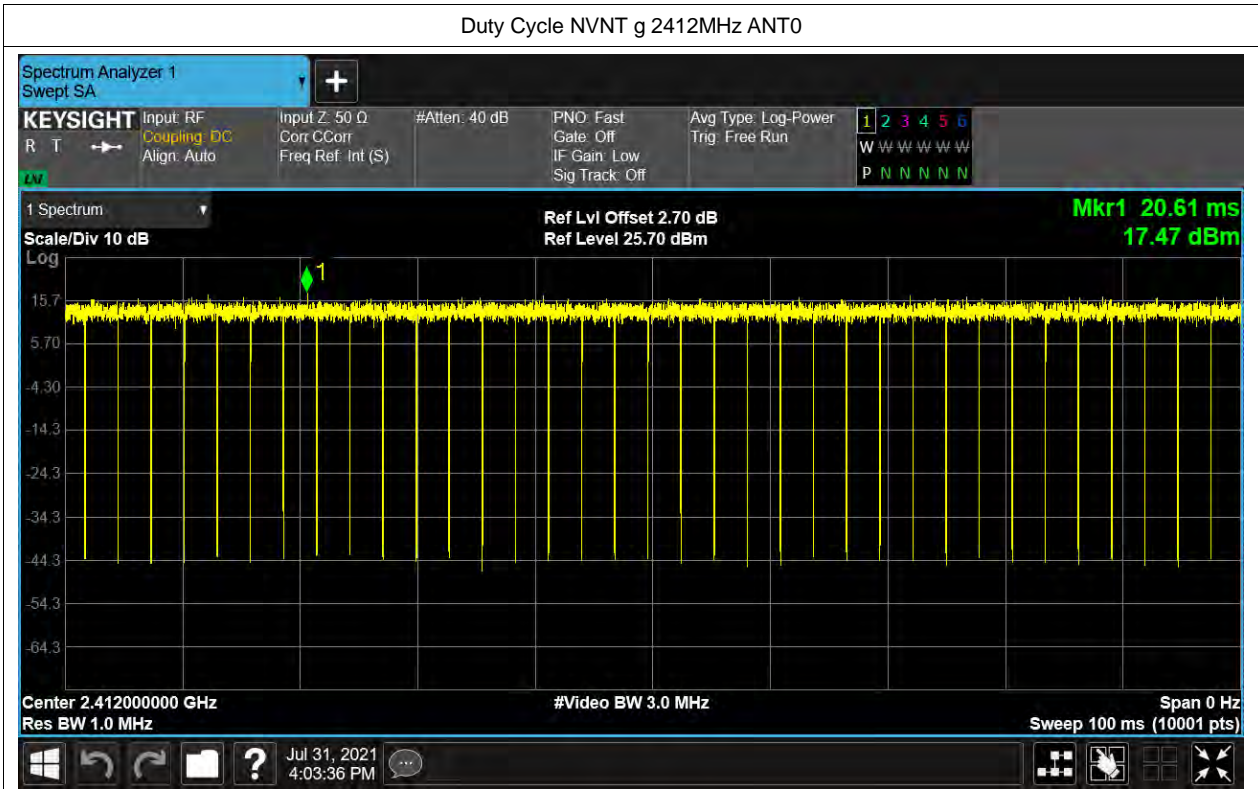 Duty Cycle NVNT g 2412MHz ANT0
Spectrum Analyzer 1
Swept SA
+
KEYSIGHT
R T
LXI
Input: RF
Coupling: DC
Align: Auto
Input Z: 50 Ω
Corr CCorr
Freq Ref: Int (S)
#Atten: 40 dB
PNO: Fast
Gate: Off
IF Gain: Low
Sig Track: Off
Avg Type: Log-Power
Trig: Free Run
1 2 3 4 5 6
W W W W W W
P N N N N N
1 Spectrum
Scale/Div 10 dB
Ref Lvl Offset 2.70 dB
Ref Level 25.70 dBm
Mkr1 20.61 ms
17.47 dBm
Log
1
15.7
5.70
-4.30
-14.3
-24.3
-34.3
-44.3
-54.3
-64.3
Center 2.412000000 GHz
#Video BW 3.0 MHz
Span 0 Hz
Res BW 1.0 MHz
Sweep 100 ms (10001 pts)
?
Jul 31, 2021
4:03:36 PM